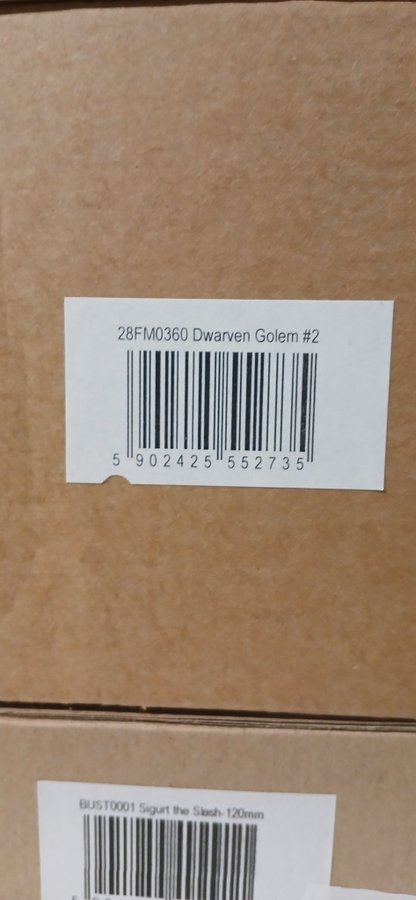 28FM0360 Dwarven Golem #2
5 902425 552735
BUST0001 Sigurt the Slash-120mm